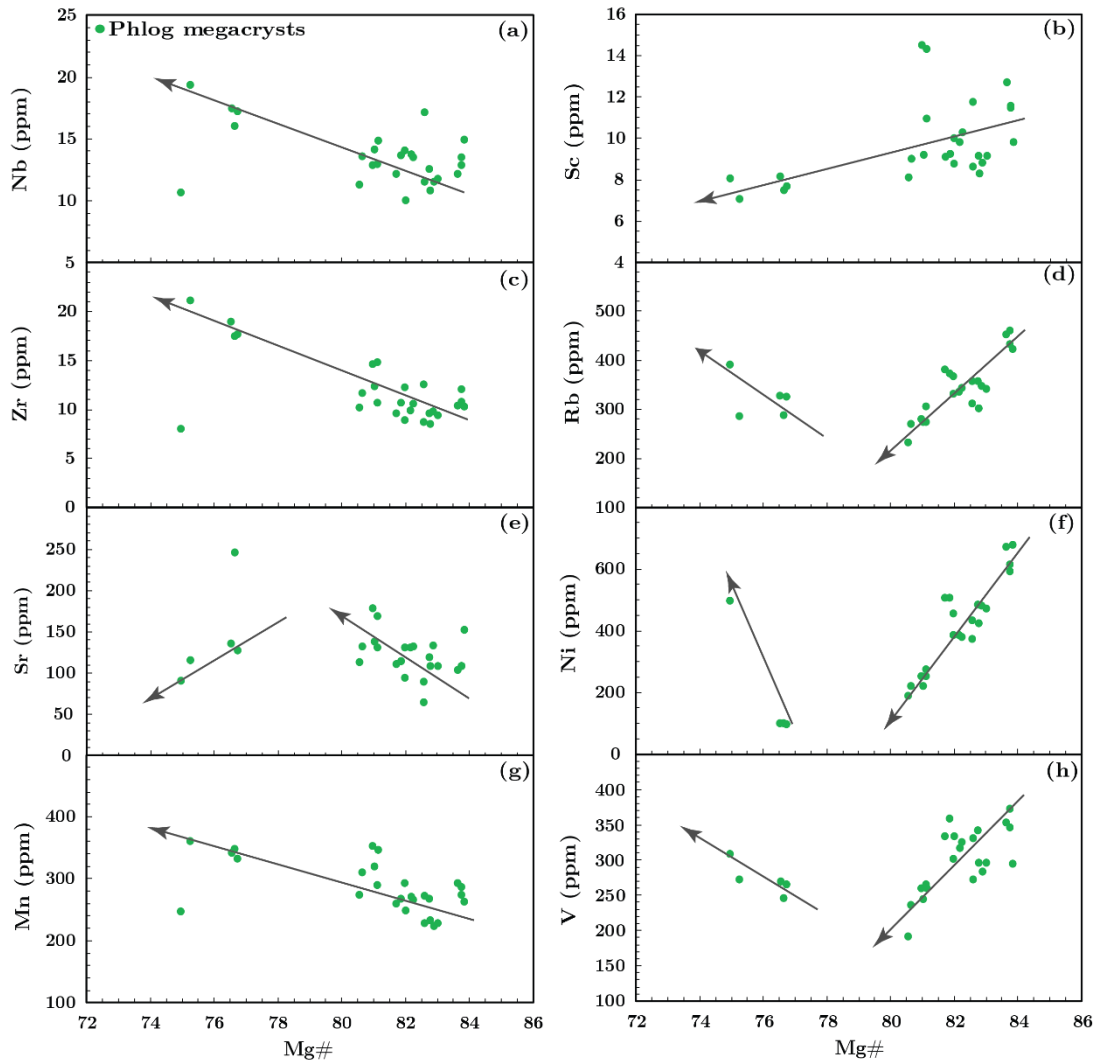 Phlog megacrysts
(a)
25
20
15
10
5
Nb (ppm)
(b)
16
14
12
10
8
6
4
Sc (ppm)
(c)
20
15
10
5
0
Zr (ppm)
(d)
500
400
300
200
100
Rb (ppm)
(e)
250
200
150
100
50
0
Sr (ppm)
(f)
600
400
200
0
Ni (ppm)
(g)
400
300
200
100
Mn (ppm)
72 74 76 78 80 82 84 86
Mg#
(h)
400
350
300
250
200
150
100
V (ppm)
72 74 76 78 80 82 84 86
Mg#